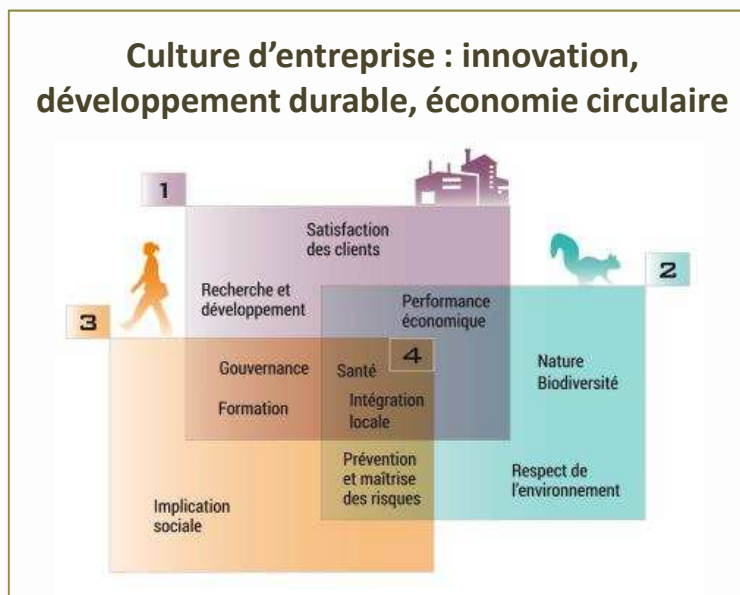 Culture d’entreprise : innovation,
développement durable, économie circulaire
1
Satisfaction
des clients
2
Recherche et
développement
Performance
économique
3
4
Gouvernance
Santé
Nature
Biodiversité
Formation
Intégration
locale
Prévention
et maîtrise
des risques
Respect de
l’environnement
Implication
sociale